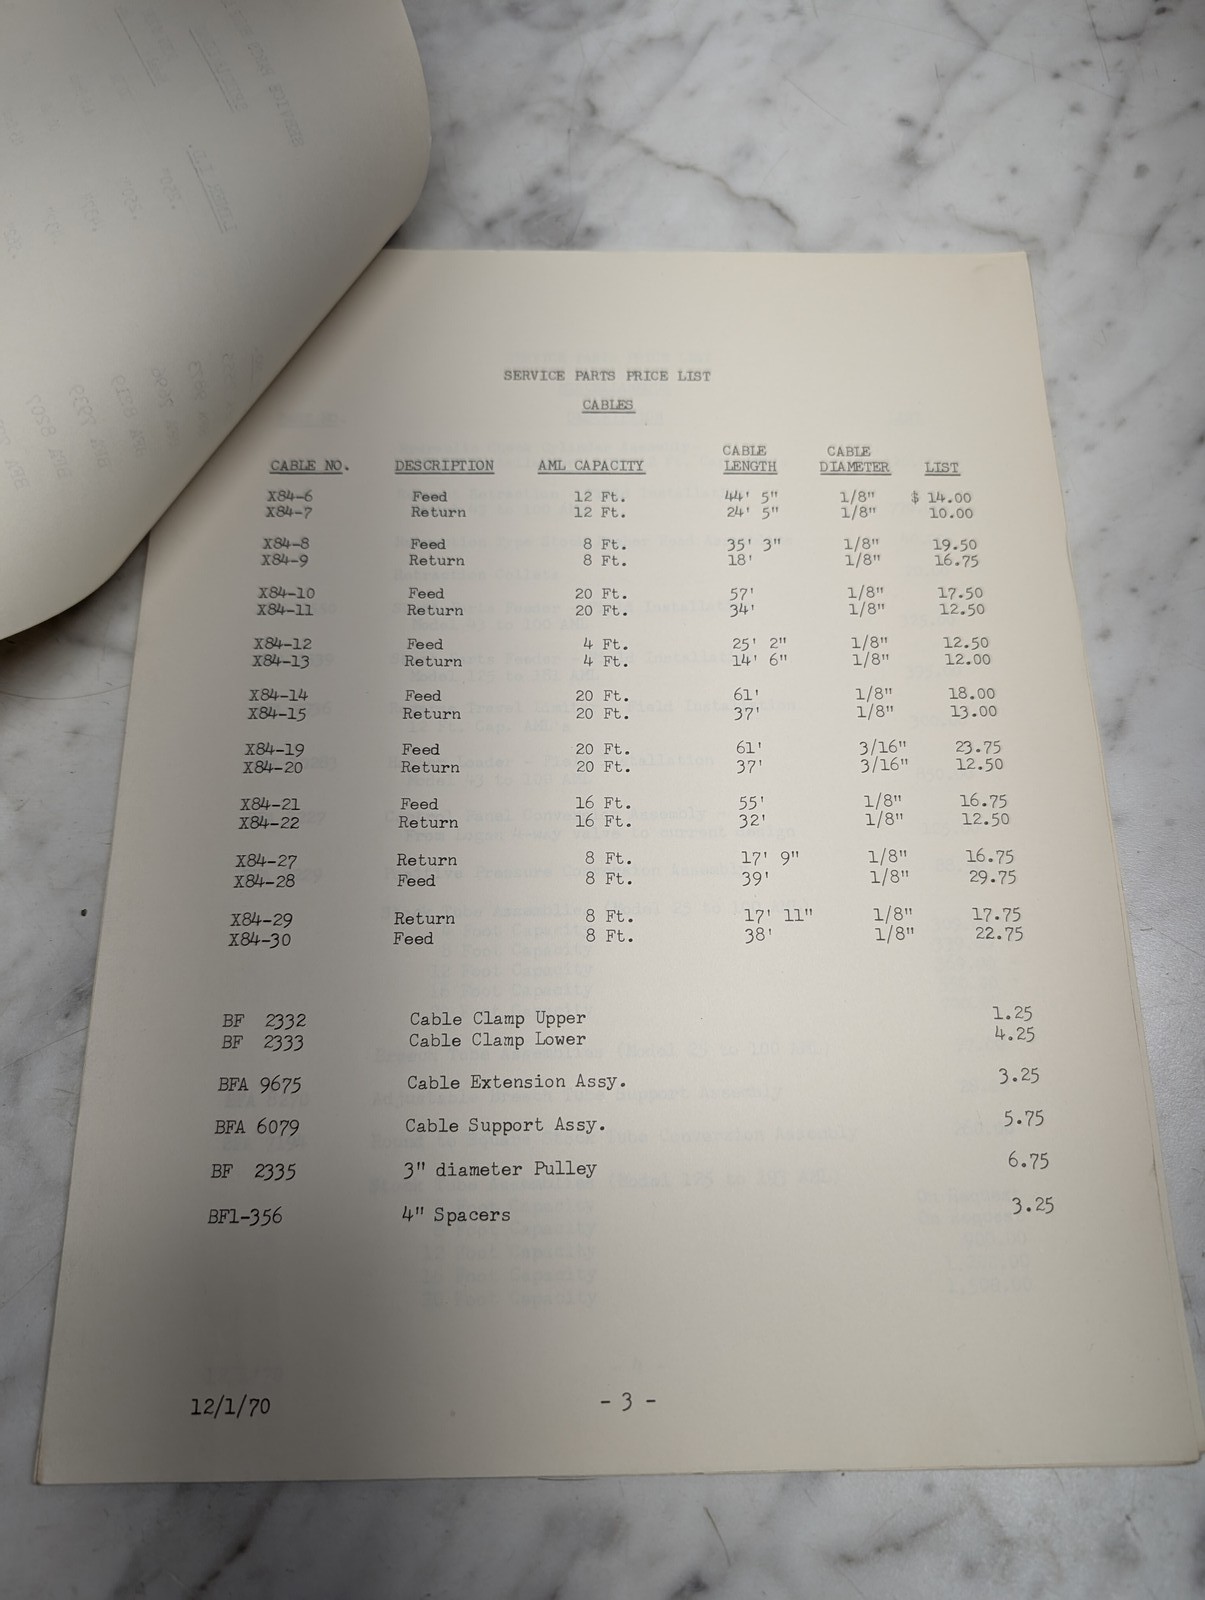 SERVICE PARTS PRICE LIST
CABLES
CABLE NO. DESCRIPTION AML CAPACITY CABLE LENGTH CABLE DIAMETER LIST
X84-6 Feed 12 Ft. 44' 5" 1/8" $ 14.00
X84-7 Return 12 Ft. 24' 5" 1/8" 10.00
X84-8 Feed 8 Ft. 35' 3" 1/8" 19.50
X84-9 Return 8 Ft. 18' 1/8" 16.75
X84-10 Feed 20 Ft. 57' 1/8" 17.50
X84-11 Return 20 Ft. 34' 1/8" 12.50
X84-12 Feed 4 Ft. 25' 2" 1/8" 12.50
X84-13 Return 4 Ft. 14' 6" 1/8" 12.00
X84-14 Feed 20 Ft. 61' 1/8" 18.00
X84-15 Return 20 Ft. 37' 1/8" 13.00
X84-19 Feed 20 Ft. 61' 3/16" 23.75
X84-20 Return 20 Ft. 37' 3/16" 12.50
X84-21 Feed 16 Ft. 55' 1/8" 16.75
X84-22 Return 16 Ft. 32' 1/8" 12.50
X84-27 Return 8 Ft. 17' 9" 1/8" 16.75
X84-28 Feed 8 Ft. 39' 1/8" 29.75
X84-29 Return 8 Ft. 17' 11" 1/8" 17.75
X84-30 Feed 8 Ft. 38' 1/8" 22.75
BF 2332 Cable Clamp Upper 1.25
BF 2333 Cable Clamp Lower 4.25
BFA 9675 Cable Extension Assy. 3.25
BFA 6079 Cable Support Assy. 5.75
BF 2335 3" diameter Pulley 6.75
BF1-356 4" Spacers 3.25
12/1/70 - 3 -